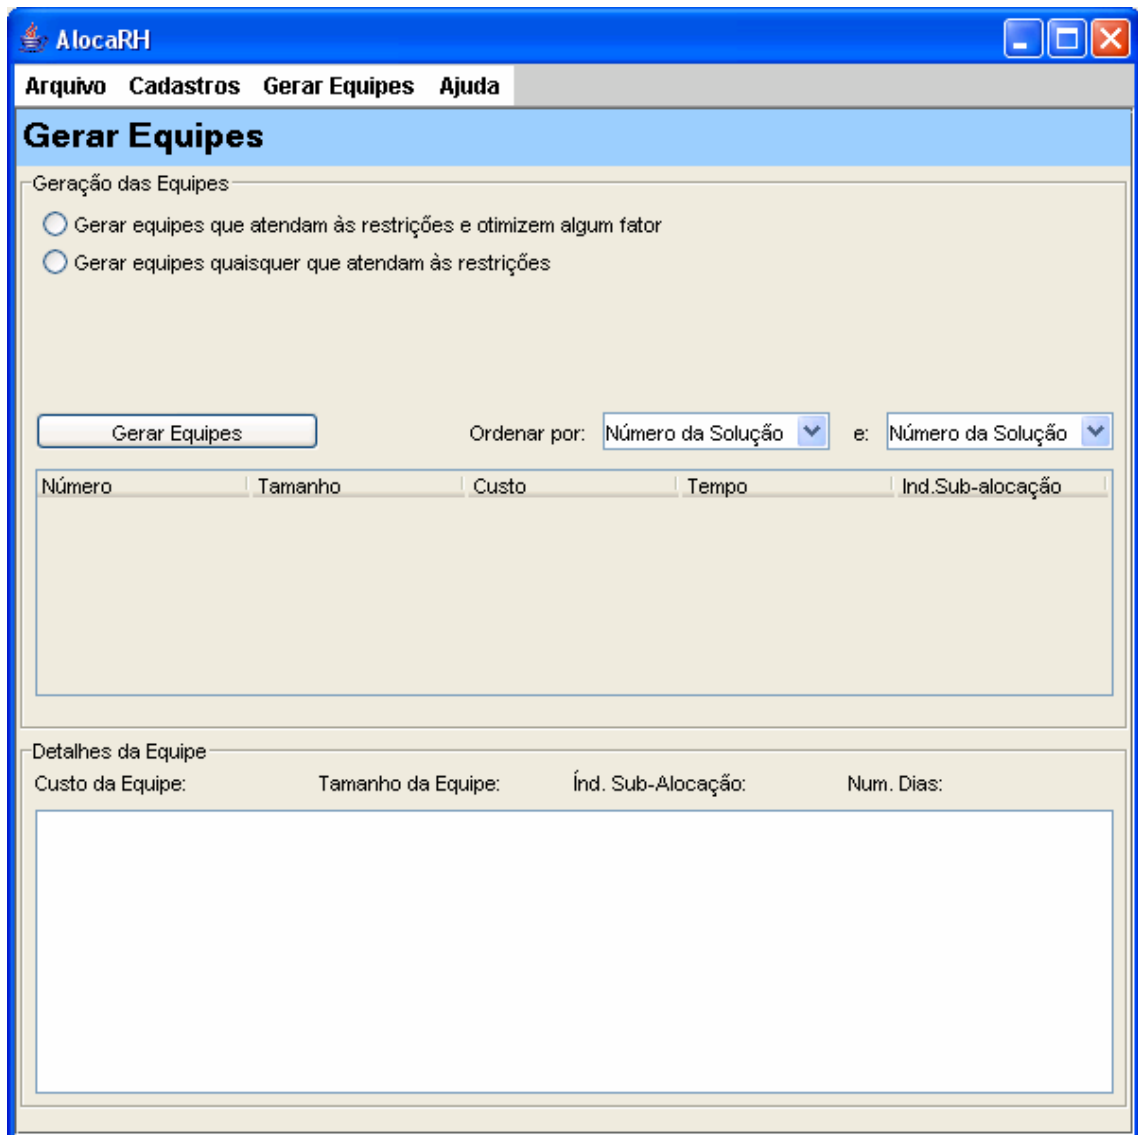 AlocaRH
Arquivo Cadastros Gerar Equipes Ajuda
Gerar Equipes
Geração das Equipes
Gerar equipes que atendam às restrições e otimizem algum fator
Gerar equipes quaisquer que atendam às restrições
Gerar Equipes Ordenar por: Número da Solução e: Número da Solução
Número Tamanho Custo Tempo Ind.Sub-alocação
Detalhes da Equipe
Custo da Equipe: Tamanho da Equipe: Índ. Sub-Alocação: Num. Dias: